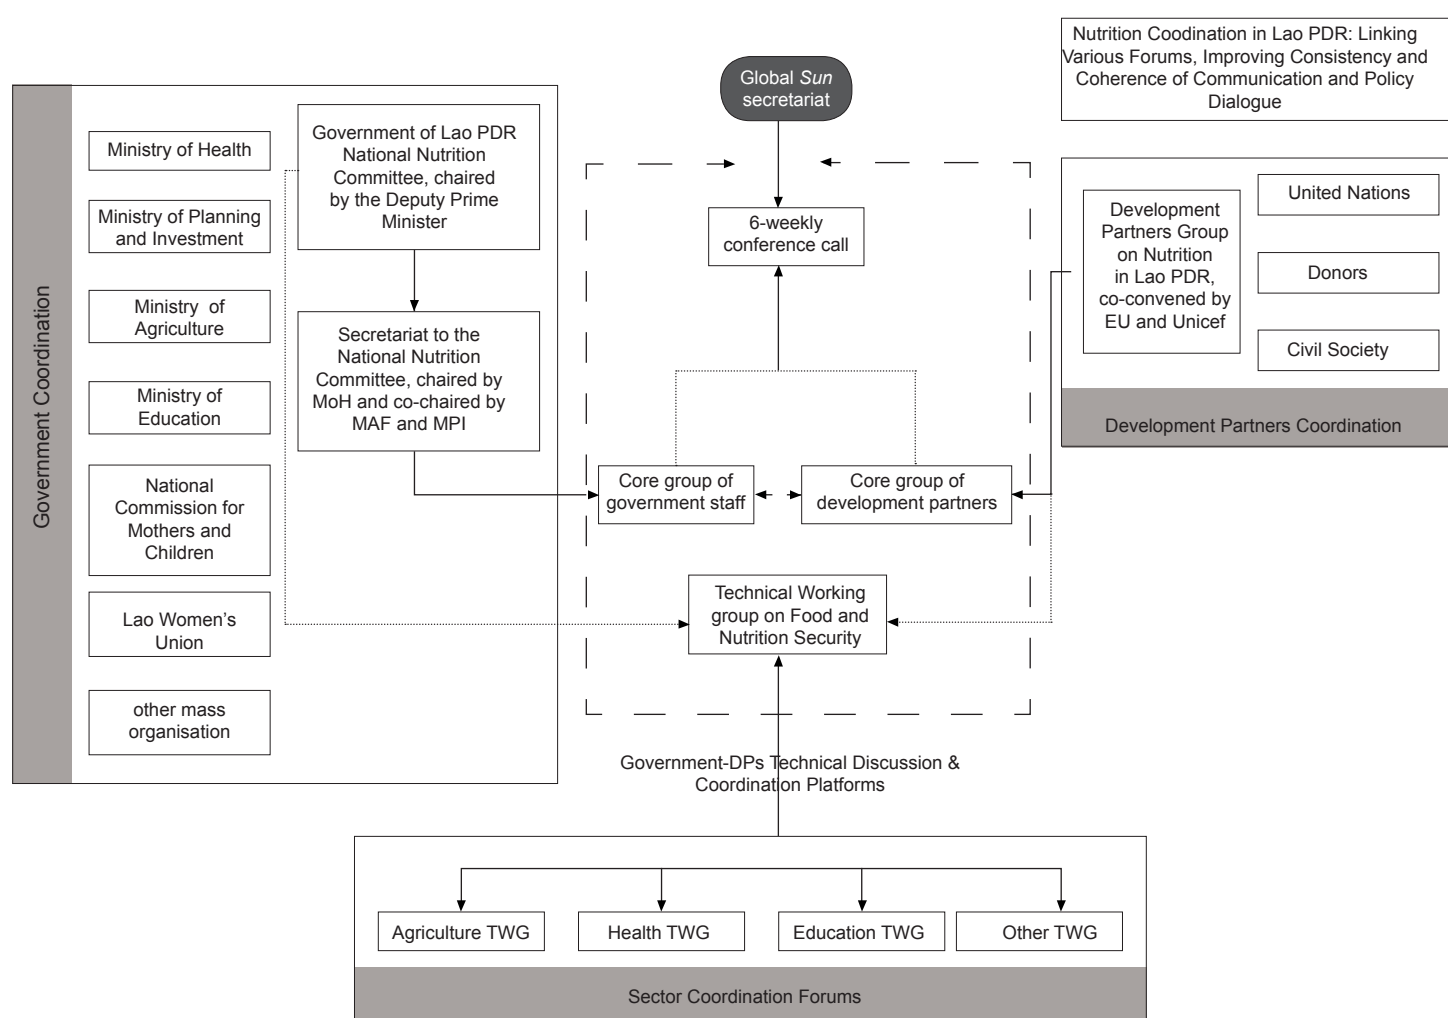 Nutrition Coodination in Lao PDR: Linking
Various Forums, Improving Consistency and
Coherence of Communication and Policy
Dialogue
Global Sun
secretariat
Government Coordination
Ministry of Health
Ministry of Planning
and Investment
Ministry of
Agriculture
Ministry of
Education
National
Commission for
Mothers and
Children
Lao Women's
Union
other mass
organisation
Government of Lao PDR
National Nutrition
Committee, chaired
by the Deputy Prime
Minister
Secretariat to the
National Nutrition
Committee, chaired by
MoH and co-chaired by
MAF and MPI
6-weekly
conference call
Core group of
government staff
Core group of
development partners
Technical Working
group on Food and
Nutrition Security
Government-DPs Technical Discussion &
Coordination Platforms
Development
Partners Group
on Nutrition
in Lao PDR,
co-convened by
EU and Unicef
United Nations
Donors
Civil Society
Development Partners Coordination
Agriculture TWG
Health TWG
Education TWG
Other TWG
Sector Coordination Forums